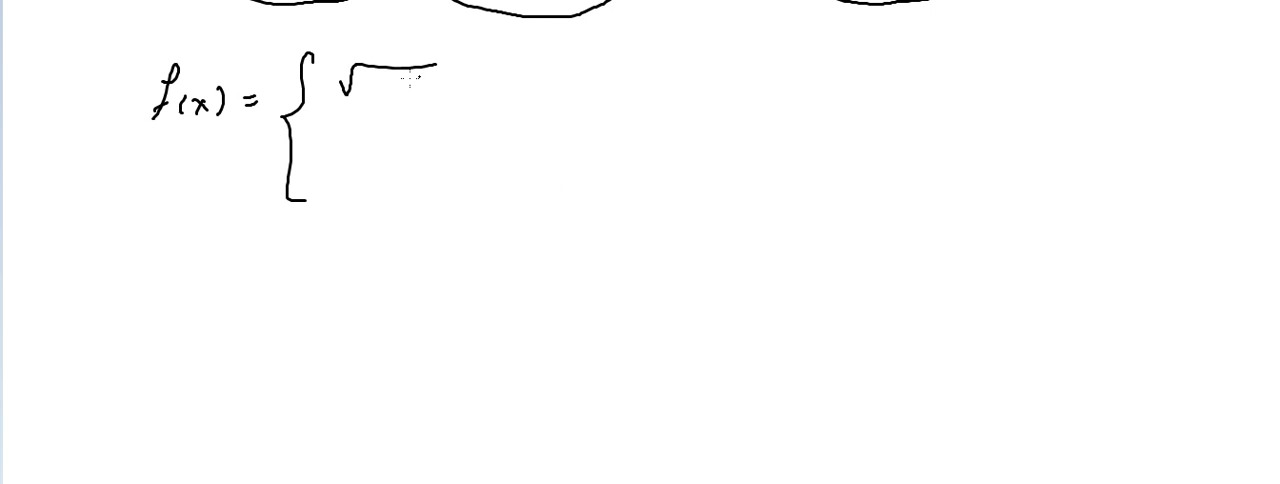 f(x) = { √